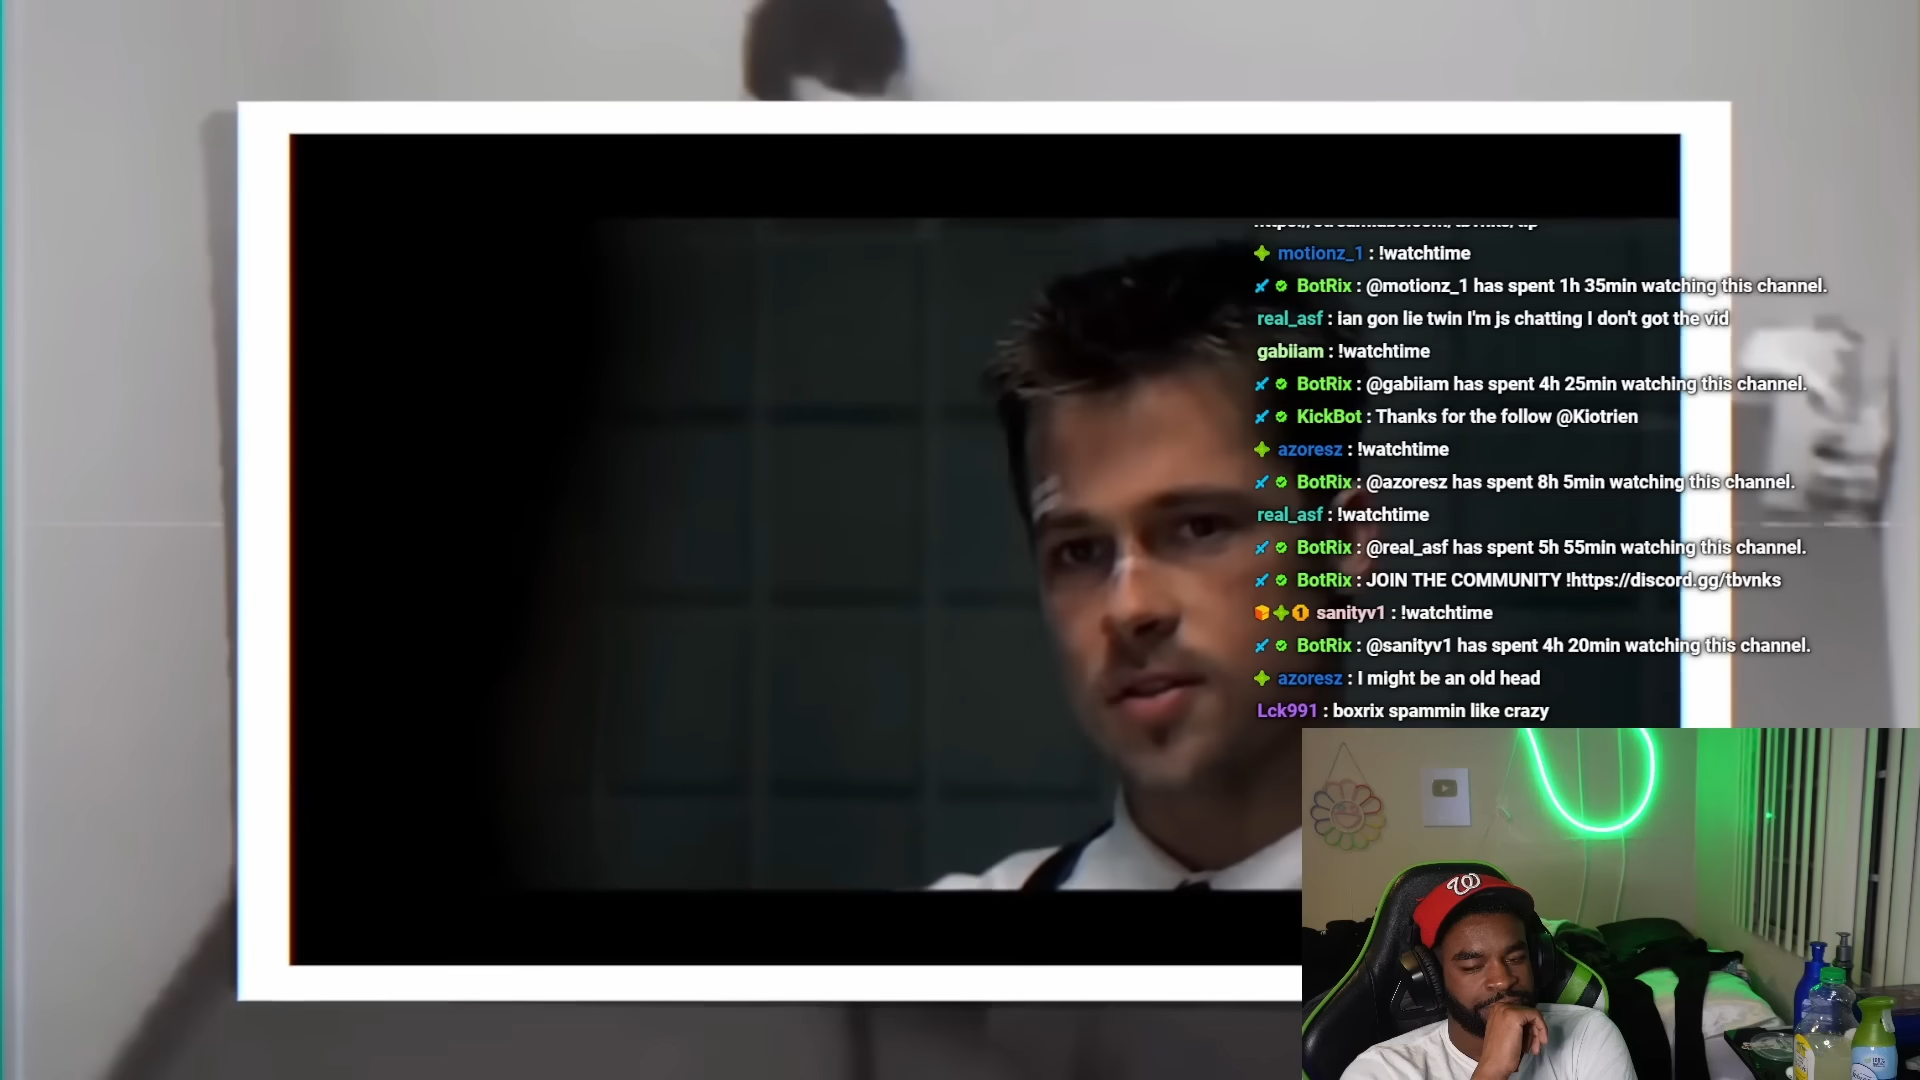 motionz_1 : !watchtime
BotRix : @motionz_1 has spent 1h 35min watching this channel.
real_asf : ian gon lie twin I'm js chatting I don't got the vid
gabiiam : !watchtime
BotRix : @gabiiam has spent 4h 25min watching this channel.
KickBot : Thanks for the follow @Kiotrien
azoresz : !watchtime
BotRix : @azoresz has spent 8h 5min watching this channel.
real_asf : !watchtime
BotRix : @real_asf has spent 5h 55min watching this channel.
BotRix : JOIN THE COMMUNITY !https://discord.gg/tbvnks
1 sanityv1 : !watchtime
BotRix : @sanityv1 has spent 4h 20min watching this channel.
azoresz : I might be an old head
Lck991 : boxrix spammin like crazy
W